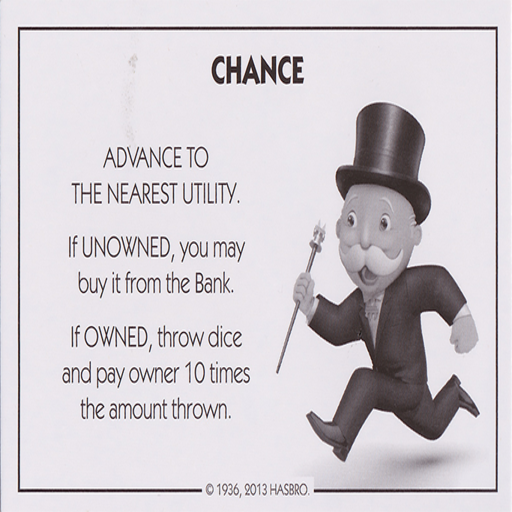 CHANCE
ADVANCE TO
THE NEAREST UTILITY.
If UNOWNED, you may
buy it from the Bank.
If OWNED, throw dice
and pay owner 10 times
the amount thrown.
© 1936, 2013 HASBRO.